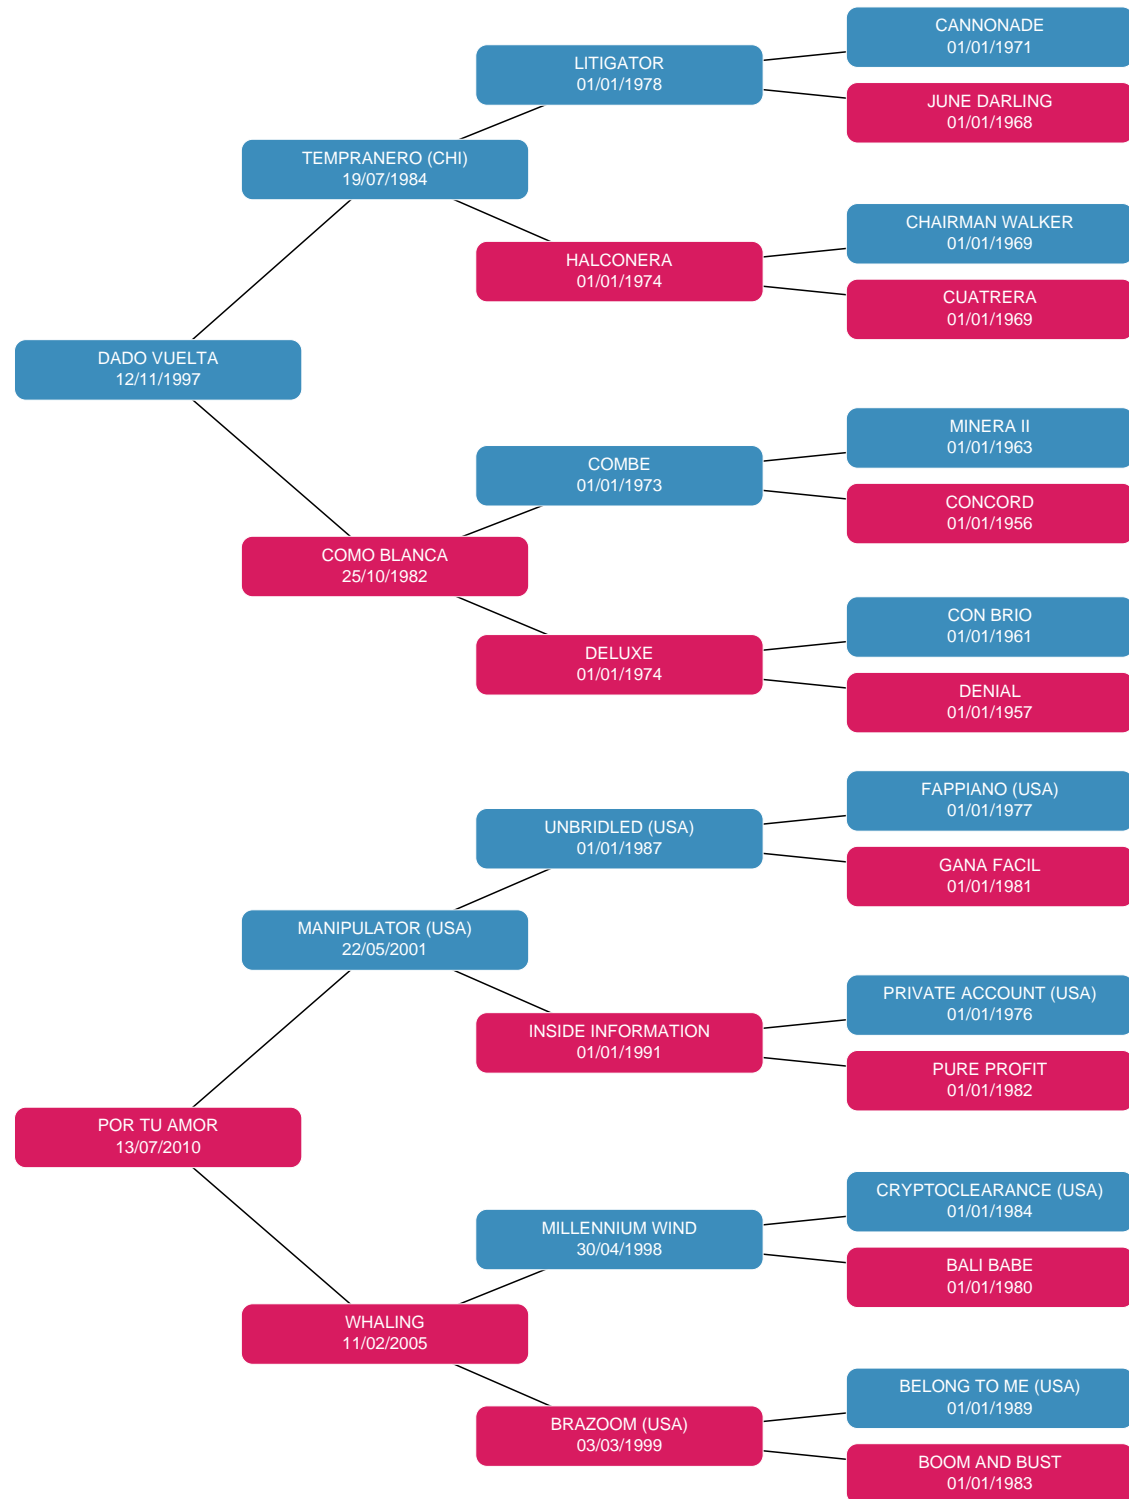 CANNONADE
01/01/1971
LITIGATOR
01/01/1978
JUNE DARLING
01/01/1968
TEMPRANERO (CHI)
19/07/1984
CHAIRMAN WALKER
01/01/1969
HALCONERA
01/01/1974
CUATRERA
01/01/1969
DADO VUELTA
12/11/1997
MINERA II
01/01/1963
COMBE
01/01/1973
CONCORD
01/01/1956
COMO BLANCA
25/10/1982
CON BRIO
01/01/1961
DELUXE
01/01/1974
DENIAL
01/01/1957
FAPPIANO (USA)
01/01/1977
UNBRIDLED (USA)
01/01/1987
GANA FACIL
01/01/1981
MANIPULATOR (USA)
22/05/2001
PRIVATE ACCOUNT (USA)
01/01/1976
INSIDE INFORMATION
01/01/1991
PURE PROFIT
01/01/1982
POR TU AMOR
13/07/2010
CRYPTOCLEARANCE (USA)
01/01/1984
MILLENNIUM WIND
30/04/1998
BALI BABE
01/01/1980
WHALING
11/02/2005
BELONG TO ME (USA)
01/01/1989
BRAZOOM (USA)
03/03/1999
BOOM AND BUST
01/01/1983